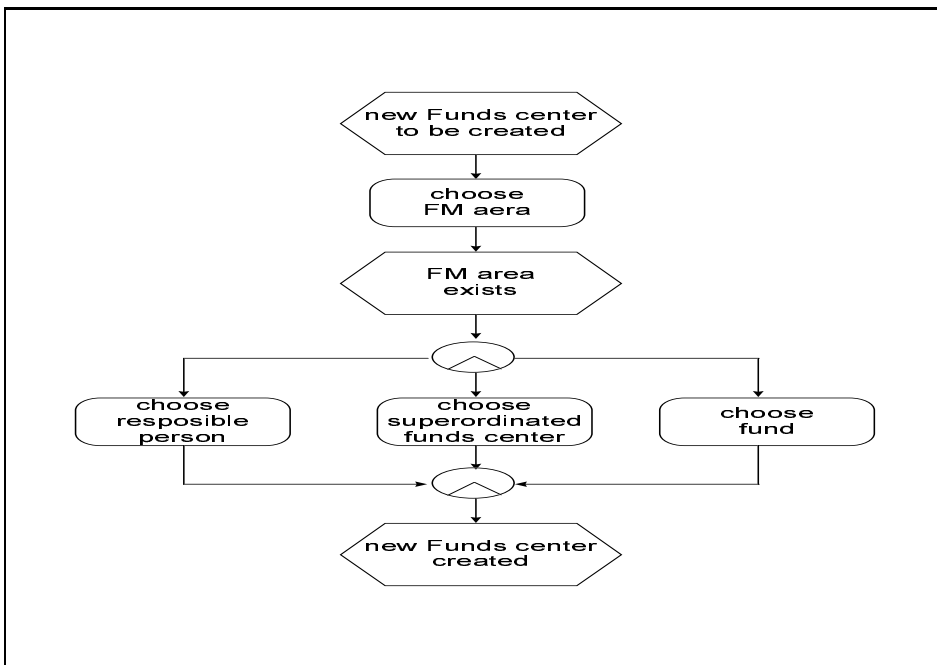 new Funds center
to be created
choose
FM aera
FM area
exists
choose
resposible
person
choose
superordinated
funds center
choose
fund
new Funds center
created